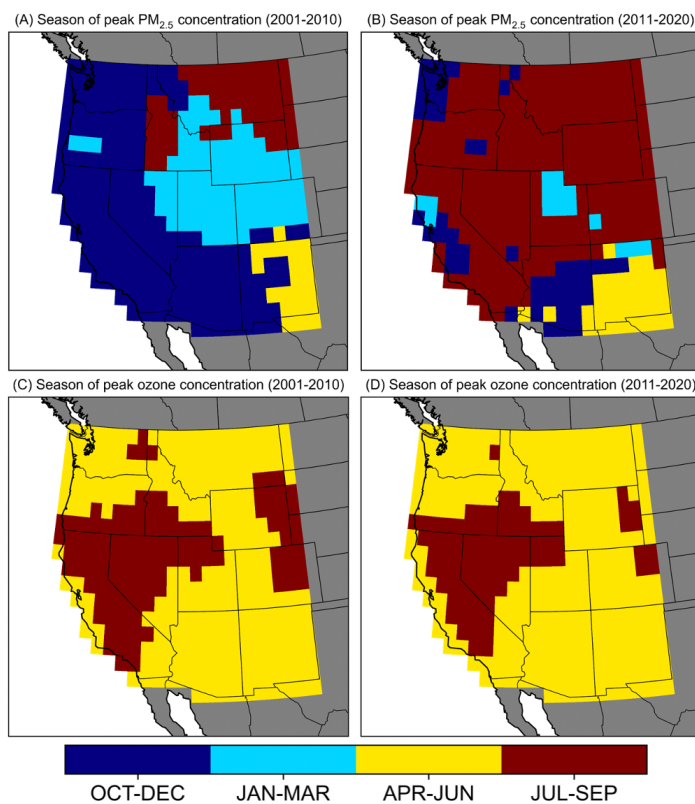 (A) Season of peak PM2.5 concentration (2001-2010)
(B) Season of peak PM2.5 concentration (2011-2020)
(C) Season of peak ozone concentration (2001-2010)
(D) Season of peak ozone concentration (2011-2020)
OCT-DEC JAN-MAR APR-JUN JUL-SEP